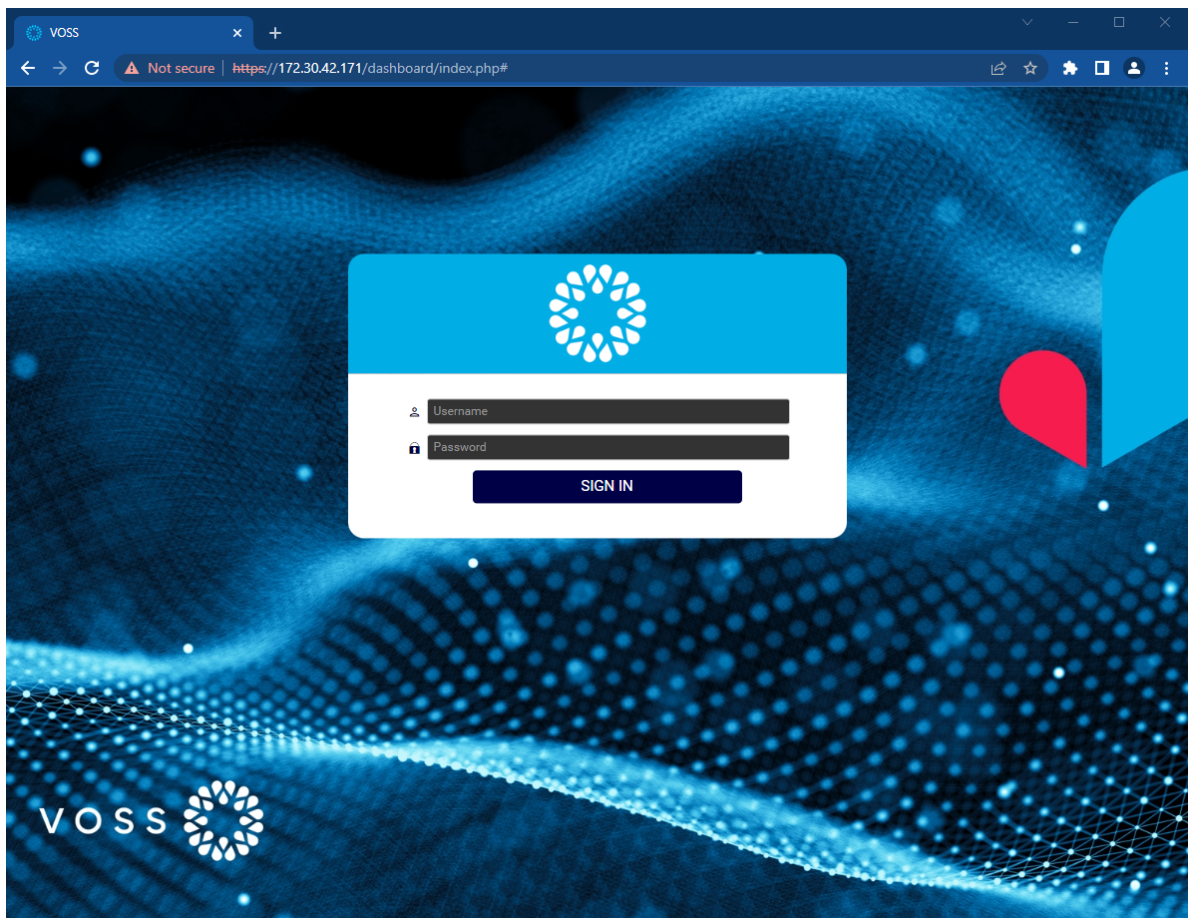 VOSS
Not secure | https://172.30.42.171/dashboard/index.php#
Username
Password
SIGN IN
VOSS